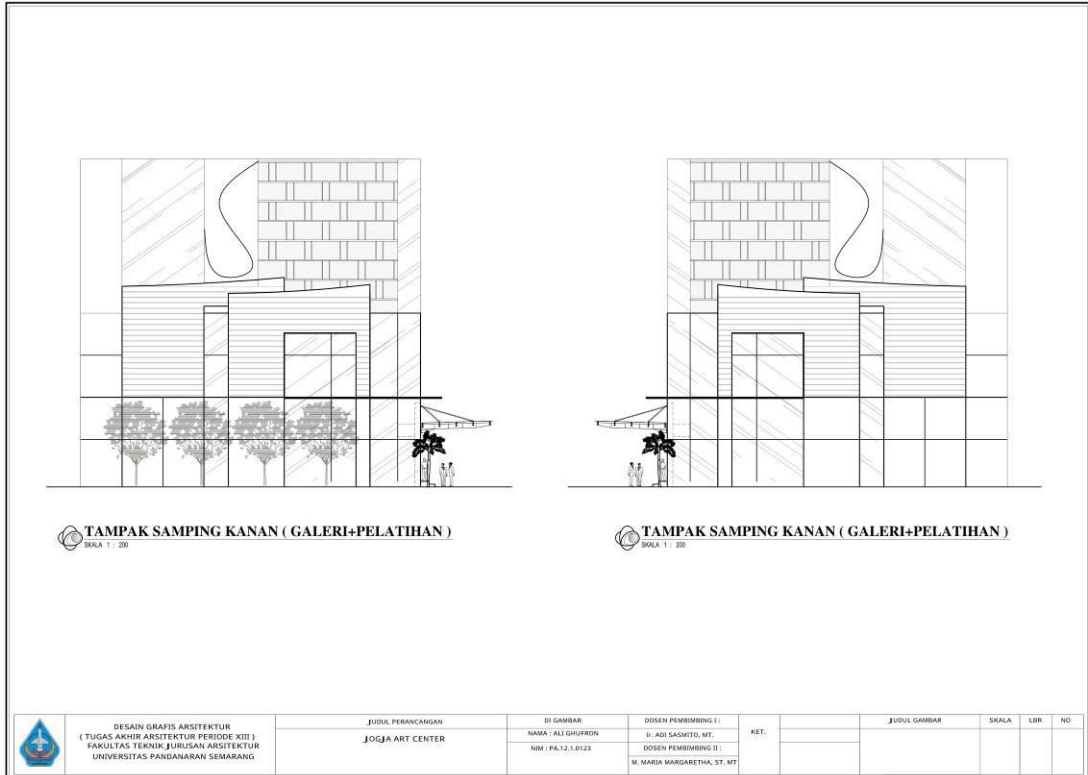 TAMPAK SAMPING KANAN ( GALERI+PELATIHAN )
SKALA 1 : 200
TAMPAK SAMPING KANAN ( GALERI+PELATIHAN )
SKALA 1 : 200
DESAIN GRAFIS ARSITEKTUR
( TUGAS AKHIR ARSITEKTUR PERIODE XIII )
FAKULTAS TEKNIK JURUSAN ARSITEKTUR
UNIVERSITAS PANDANARAN SEMARANG
JUDUL PERANCANGAN
JOGJA ART CENTER
DI GAMBAR
NAMA : ALI GHUFRON
NIM : PA.12.1.0123
DOSEN PEMBIMBING I :
Ir. ADI SASMITO, MT.
DOSEN PEMBIMBING II :
M. MARIA MARGARETHA, ST. MT
KET.
JUDUL GAMBAR
SKALA
LBR
NO